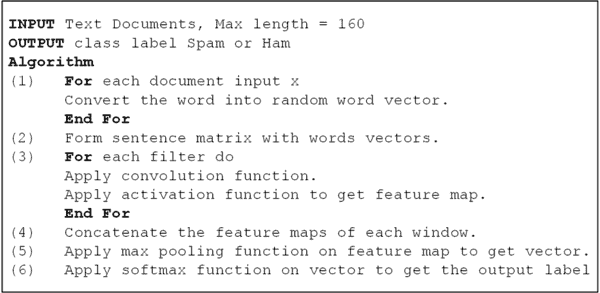 INPUT Text Documents, Max length = 160
OUTPUT class label Spam or Ham
Algorithm
(1) For each document input x
Convert the word into random word vector.
End For
(2) Form sentence matrix with words vectors.
(3) For each filter do
Apply convolution function.
Apply activation function to get feature map.
End For
(4) Concatenate the feature maps of each window.
(5) Apply max pooling function on feature map to get vector.
(6) Apply softmax function on vector to get the output label